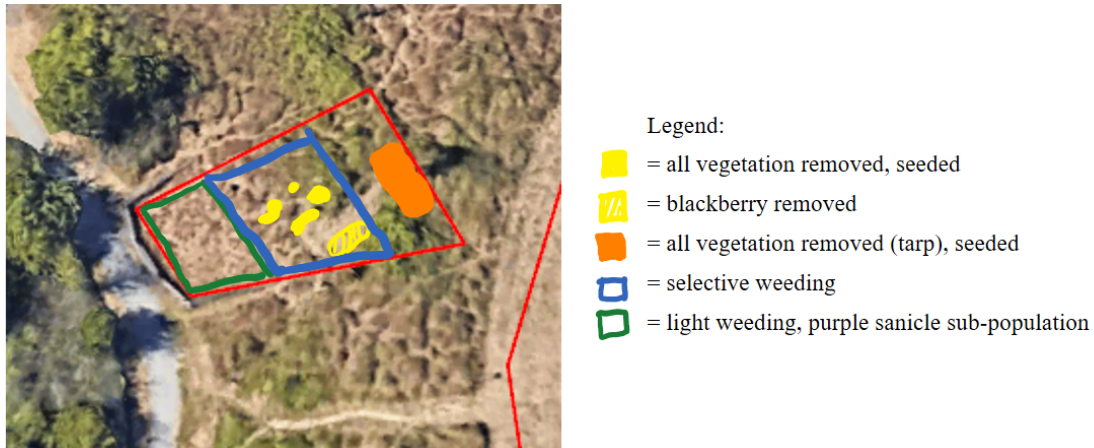 Legend:
= all vegetation removed, seeded
= blackberry removed
= all vegetation removed (tarp), seeded
= selective weeding
= light weeding, purple sanicle sub-population